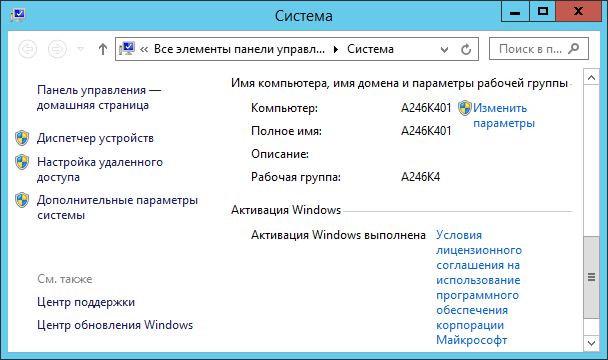 Система
Все элементы панели управл... Система
Поиск в п...
Панель управления —
домашняя страница
Диспетчер устройств
Настройка удаленного
доступа
Дополнительные параметры
системы
См. также
Центр поддержки
Центр обновления Windows
Имя компьютера, имя домена и параметры рабочей группы
Компьютер: A246K401 Изменить
параметры
Полное имя: A246K401
Описание:
Рабочая группа: A246K4
Активация Windows
Активация Windows выполнена Условия
лицензионного
соглашения на
использование
программного
обеспечения
корпорации
Майкрософт